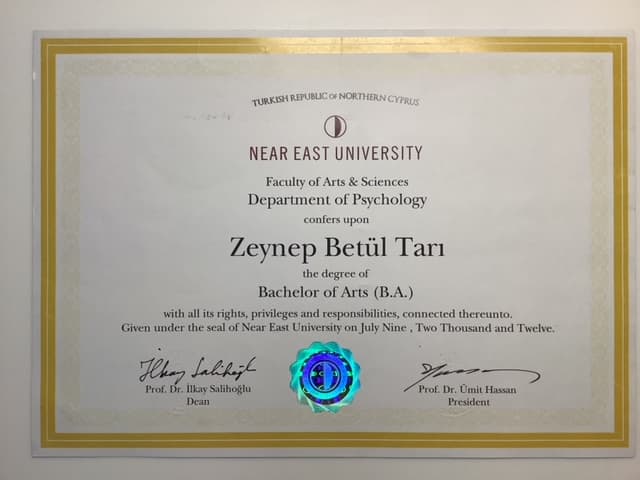 TURKISH REPUBLIC OF NORTHERN CYPRUS
NEAR EAST UNIVERSITY
Faculty of Arts & Sciences
Department of Psychology
confers upon
Zeynep Betül Tarı
the degree of
Bachelor of Arts (B.A.)
with all its rights, privileges and responsibilities, connected thereunto.
Given under the seal of Near East University on July Nine , Two Thousand and Twelve.
İlkay Salihoğl
Prof. Dr. İlkay Salihoğlu
Dean
Prof. Dr. Ümit Hassan
President